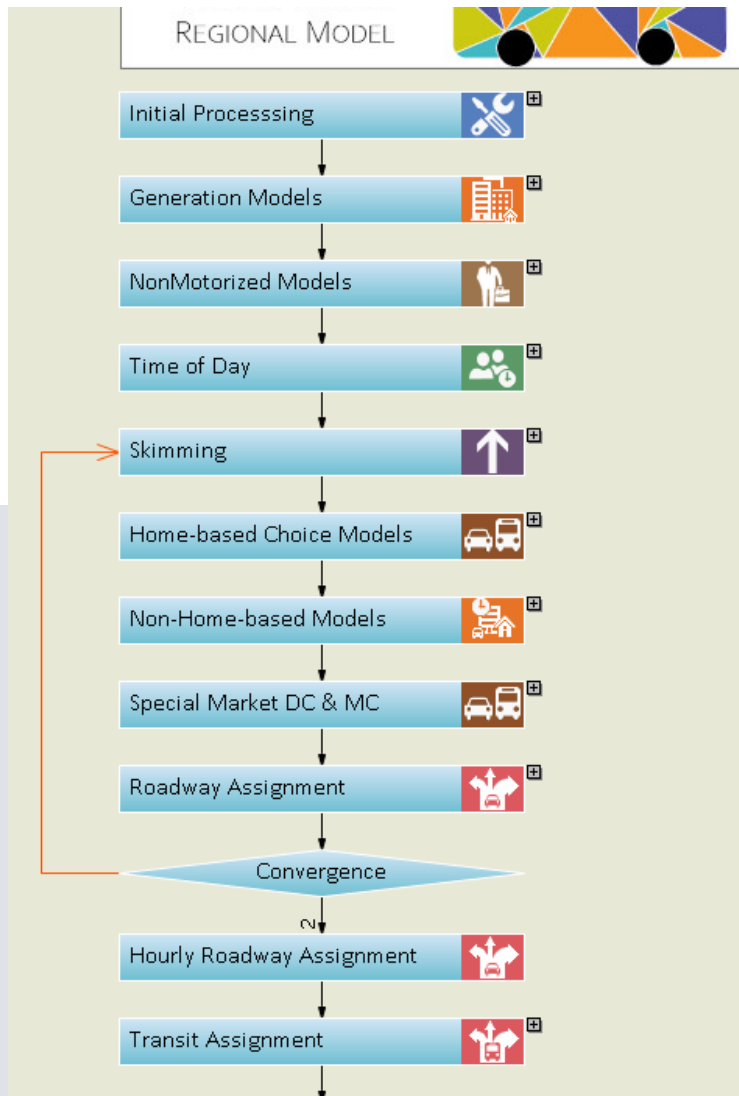 REGIONAL MODEL
Initial Processsing
Generation Models
NonMotorized Models
Time of Day
Skimming
Home-based Choice Models
Non-Home-based Models
Special Market DC & MC
Roadway Assignment
Convergence
2
Hourly Roadway Assignment
Transit Assignment